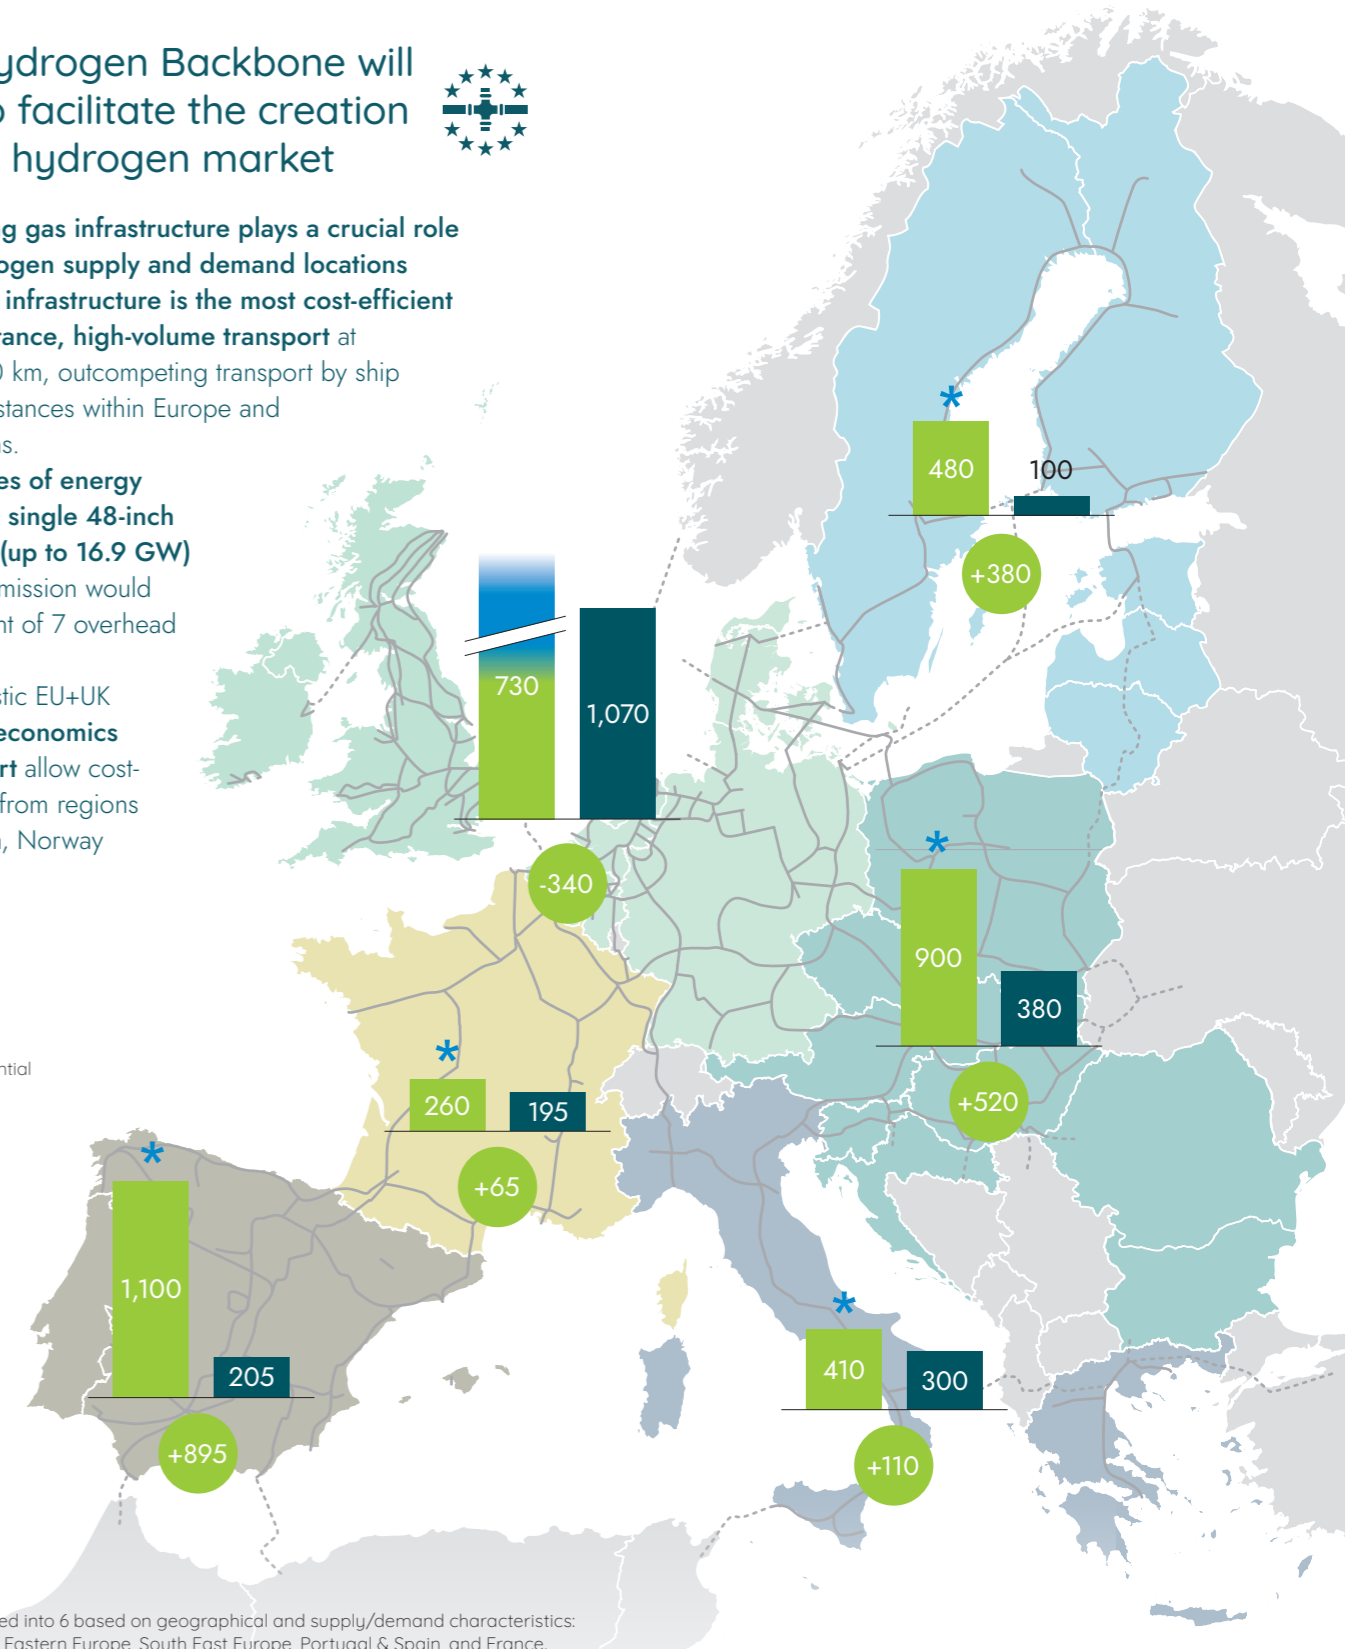 ydrogen Backbone will
o facilitate the creation
hydrogen market
ng gas infrastructure plays a crucial role
ogen supply and demand locations
infrastructure is the most cost-efficient
tance, high-volume transport at
0 km, outcompeting transport by ship
stances within Europe and
ns.
es of energy
single 48-inch
(up to 16.9 GW)
mission would
nt of 7 overhead
stic EU+UK
economics
rt allow cost-
from regions
, Norway
ntial
*
480
100
+380
730
1,070
-340
*
900
380
+520
*
260
195
+65
*
1,100
205
+895
*
410
300
+110
ed into 6 based on geographical and supply/demand characteristics:
Eastern Europe, South East Europe, Portugal & Spain, and France.